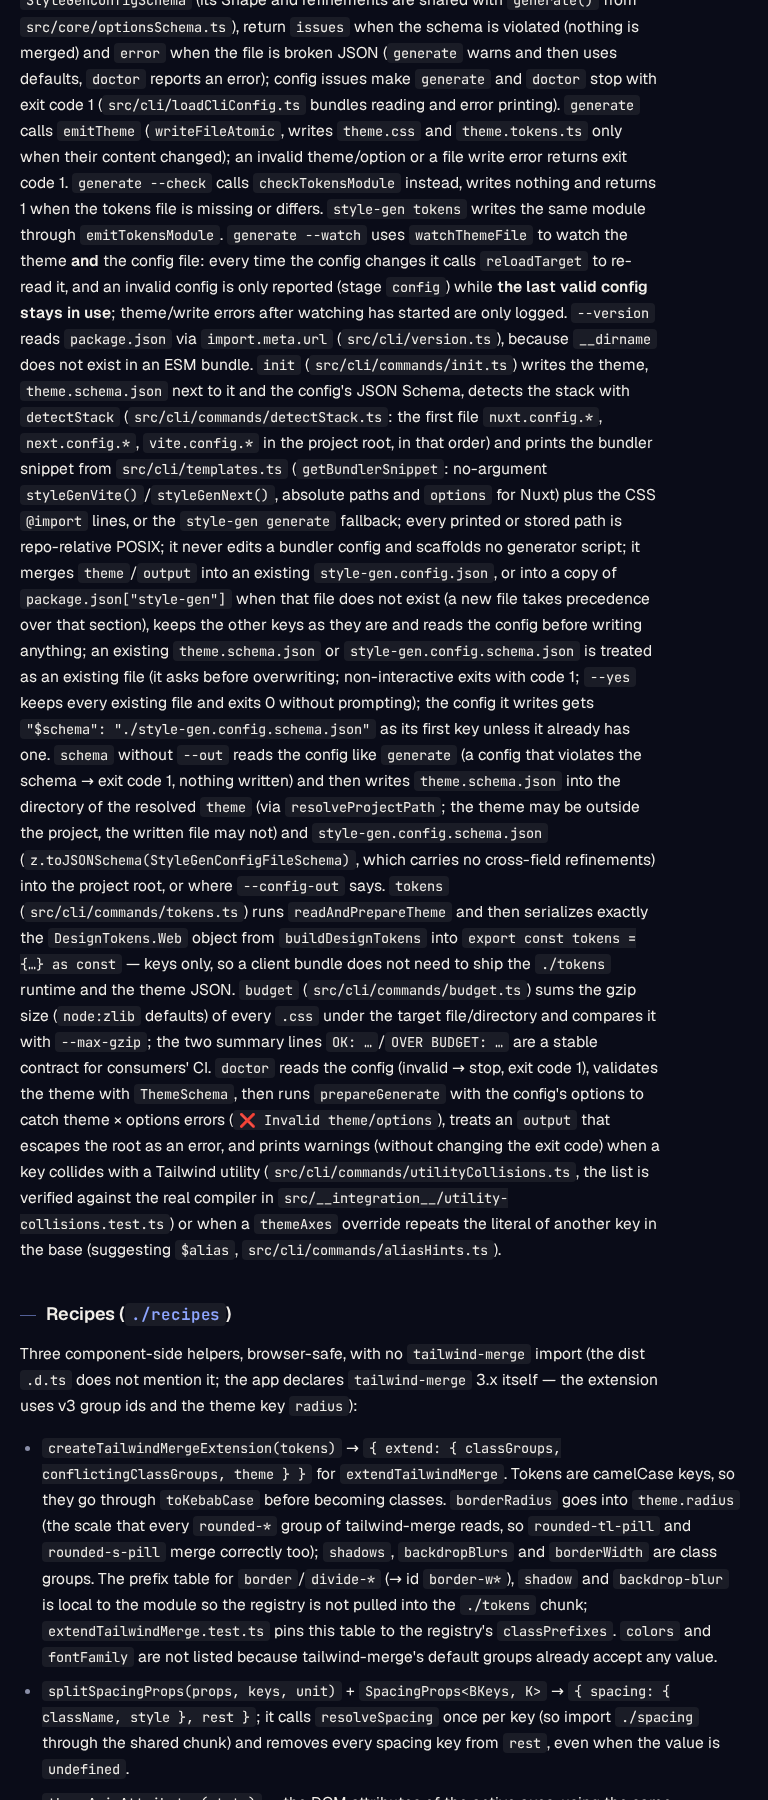 StyleGenConfigSchema (its Shape and refinements are shared with generate() from
src/core/optionsSchema.ts), return issues when the schema is violated (nothing is
merged) and error when the file is broken JSON (generate warns and then uses
defaults, doctor reports an error); config issues make generate and doctor stop with
exit code 1 (src/cli/loadCliConfig.ts bundles reading and error printing). generate
calls emitTheme (writeFileAtomic, writes theme.css and theme.tokens.ts only
when their content changed); an invalid theme/option or a file write error returns exit
code 1. generate --check calls checkTokensModule instead, writes nothing and returns
1 when the tokens file is missing or differs. style-gen tokens writes the same module
through emitTokensModule. generate --watch uses watchThemeFile to watch the
theme and the config file: every time the config changes it calls reloadTarget to re-
read it, and an invalid config is only reported (stage config) while the last valid config
stays in use; theme/write errors after watching has started are only logged. --version
reads package.json via import.meta.url (src/cli/version.ts), because __dirname
does not exist in an ESM bundle. init (src/cli/commands/init.ts) writes the theme,
theme.schema.json next to it and the config's JSON Schema, detects the stack with
detectStack (src/cli/commands/detectStack.ts: the first file nuxt.config.*,
next.config.*, vite.config.* in the project root, in that order) and prints the bundler
snippet from src/cli/templates.ts (getBundlerSnippet: no-argument
styleGenVite()/styleGenNext(), absolute paths and options for Nuxt) plus the CSS
@import lines, or the style-gen generate fallback; every printed or stored path is
repo-relative POSIX; it never edits a bundler config and scaffolds no generator script; it
merges theme/output into an existing style-gen.config.json, or into a copy of
package.json["style-gen"] when that file does not exist (a new file takes precedence
over that section), keeps the other keys as they are and reads the config before writing
anything; an existing theme.schema.json or style-gen.config.schema.json is treated
as an existing file (it asks before overwriting; non-interactive exits with code 1; --yes
keeps every existing file and exits 0 without prompting); the config it writes gets
"$schema": "./style-gen.config.schema.json" as its first key unless it already has
one. schema without --out reads the config like generate (a config that violates the
schema → exit code 1, nothing written) and then writes theme.schema.json into the
directory of the resolved theme (via resolveProjectPath; the theme may be outside
the project, the written file may not) and style-gen.config.schema.json
(z.toJSONSchema(StyleGenConfigFileSchema), which carries no cross-field refinements)
into the project root, or where --config-out says. tokens
(src/cli/commands/tokens.ts) runs readAndPrepareTheme and then serializes exactly
the DesignTokens.Web object from buildDesignTokens into export const tokens =
{…} as const — keys only, so a client bundle does not need to ship the ./tokens
runtime and the theme JSON. budget (src/cli/commands/budget.ts) sums the gzip
size (node:zlib defaults) of every .css under the target file/directory and compares it
with --max-gzip; the two summary lines OK: …/OVER BUDGET: … are a stable
contract for consumers' CI. doctor reads the config (invalid → stop, exit code 1), validates
the theme with ThemeSchema, then runs prepareGenerate with the config's options to
catch theme × options errors (❌ Invalid theme/options), treats an output that
escapes the root as an error, and prints warnings (without changing the exit code) when a
key collides with a Tailwind utility (src/cli/commands/utilityCollisions.ts, the list is
verified against the real compiler in src/__integration__/utility-
collisions.test.ts) or when a themeAxes override repeats the literal of another key in
the base (suggesting $alias, src/cli/commands/aliasHints.ts).
— Recipes (./recipes)
Three component-side helpers, browser-safe, with no tailwind-merge import (the dist
.d.ts does not mention it; the app declares tailwind-merge 3.x itself — the extension
uses v3 group ids and the theme key radius):
• createTailwindMergeExtension(tokens) → { extend: { classGroups,
conflictingClassGroups, theme } } for extendTailwindMerge. Tokens are camelCase keys, so
they go through toKebabCase before becoming classes. borderRadius goes into theme.radius
(the scale that every rounded-* group of tailwind-merge reads, so rounded-tl-pill and
rounded-s-pill merge correctly too); shadows, backdropBlurs and borderWidth are class
groups. The prefix table for border/divide-* (→ id border-w*), shadow and backdrop-blur
is local to the module so the registry is not pulled into the ./tokens chunk;
extendTailwindMerge.test.ts pins this table to the registry's classPrefixes. colors and
fontFamily are not listed because tailwind-merge's default groups already accept any value.
• splitSpacingProps(props, keys, unit) + SpacingProps<BKeys, K> → { spacing: {
className, style }, rest }; it calls resolveSpacing once per key (so import ./spacing
through the shared chunk) and removes every spacing key from rest, even when the value is
undefined.